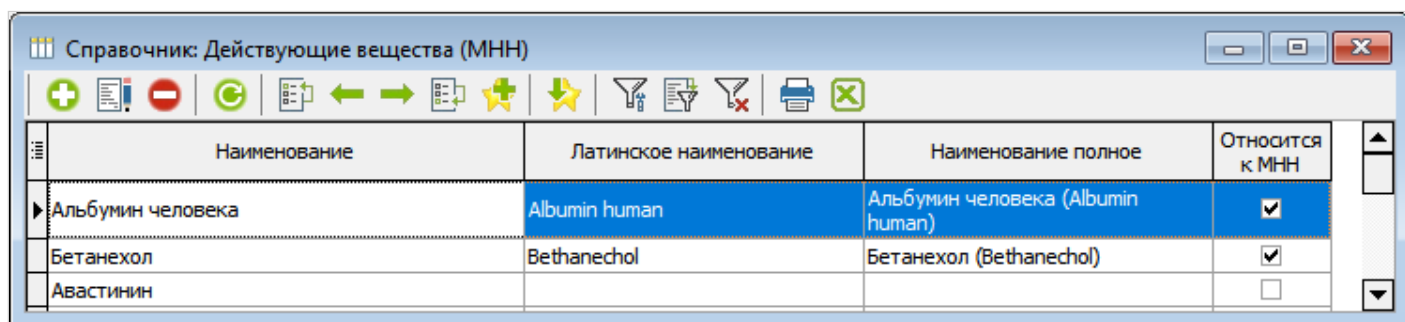 Справочник: Действующие вещества (МНН)
Наименование Латинское наименование Наименование полное Относится
к МНН
Альбумин человека Albumin human Альбумин человека (Albumin
human)
Бетанехол Bethanechol Бетанехол (Bethanechol)
Авастинин